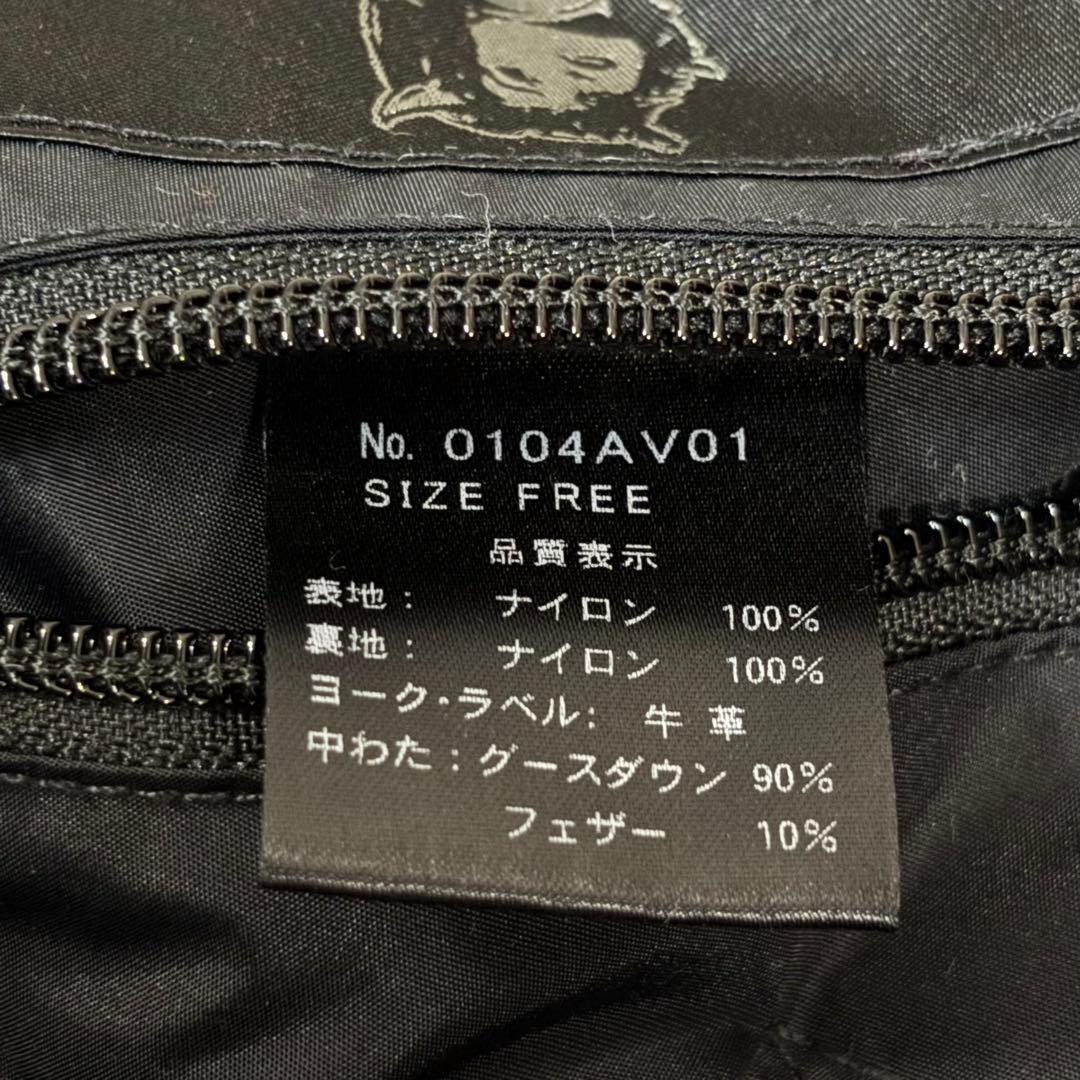 No. 0104AV01
SIZE FREE
品質表示
表地: ナイロン 100%
裏地: ナイロン 100%
ヨーク・ラベル: 牛革
中わた: グースダウン 90%
フェザー 10%